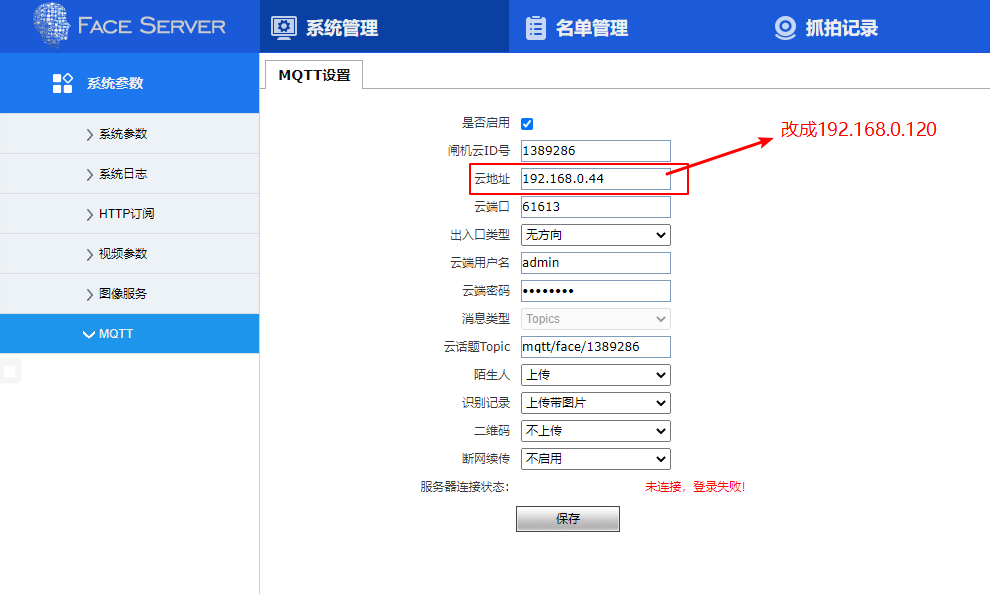 FACE SERVER
系统管理
名单管理
抓拍记录
系统参数
系统参数
系统日志
HTTP订阅
视频参数
图像服务
MQTT
MQTT设置
是否启用
闸机云ID号 1389286
云地址 192.168.0.44
改成192.168.0.120
云端口 61613
出入口类型 无方向
云端用户名 admin
云端密码 ••••••••
消息类型 Topics
云话题Topic mqtt/face/1389286
陌生人 上传
识别记录 上传带图片
二维码 不上传
断网续传 不启用
服务器连接状态: 未连接，登录失败!
保存